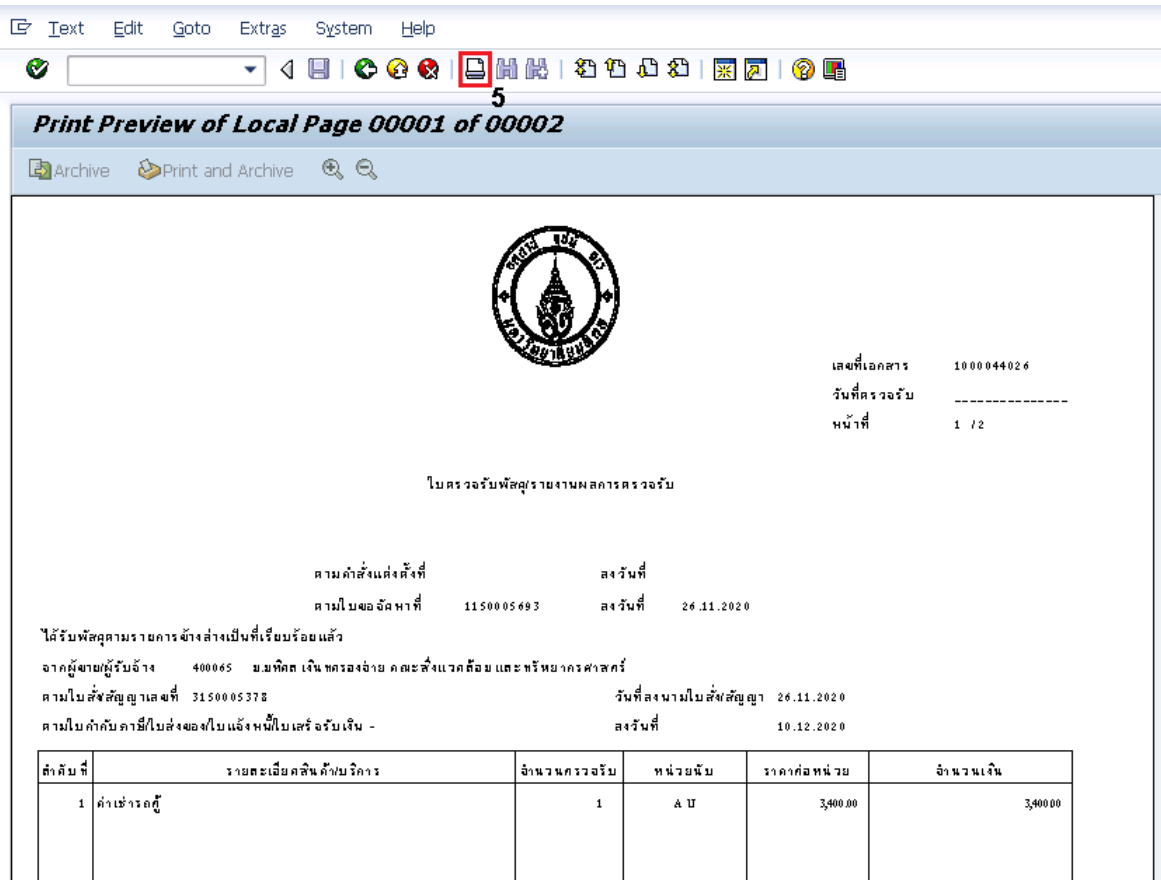 Text Edit Goto Extras System Help
5
Print Preview of Local Page 00001 of 00002
Archive Print and Archive
มหาวิทยาลัยมหิดล
เลขที่เอกสาร 1000044026
วันที่ตรวจรับ _______________
หน้าที่ 1 /2
ใบตรวจรับพัสดุ/รายงานผลการตรวจรับ
ตามคำสั่งแต่งตั้งที่ ลงวันที่
ตามใบขอจัดหาที่ 1150005693 ลงวันที่ 26.11.2020
ได้รับพัสดุตามรายการข้างล่างเป็นที่เรียบร้อยแล้ว
จากผู้ขาย/ผู้รับจ้าง 400065 ม.มหิดล เงินทดรองจ่าย คณะสิ่งแวดล้อม และทรัพยากรศาสตร์
ตามใบสั่ง/สัญญาเลขที่ 3150005378 วันที่ลงนามใบสั่ง/สัญญา 26.11.2020
ตามใบกำกับภาษี/ใบส่งของ/ใบแจ้งหนี้/ใบเสร็จรับเงิน - ลงวันที่ 10.12.2020
ลำดับที่ รายละเอียดสินค้า/บริการ จำนวนตรวจรับ หน่วยนับ ราคาต่อหน่วย จำนวนเงิน
1 ค่าเช่ารถตู้ 1 AU 3,400.00 3,400.00